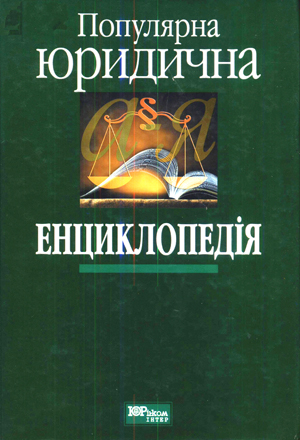 Популярна
юридична
§
а я
ЕНЦИКЛОПЕДІЯ
ЮРінком
ІНТЕР